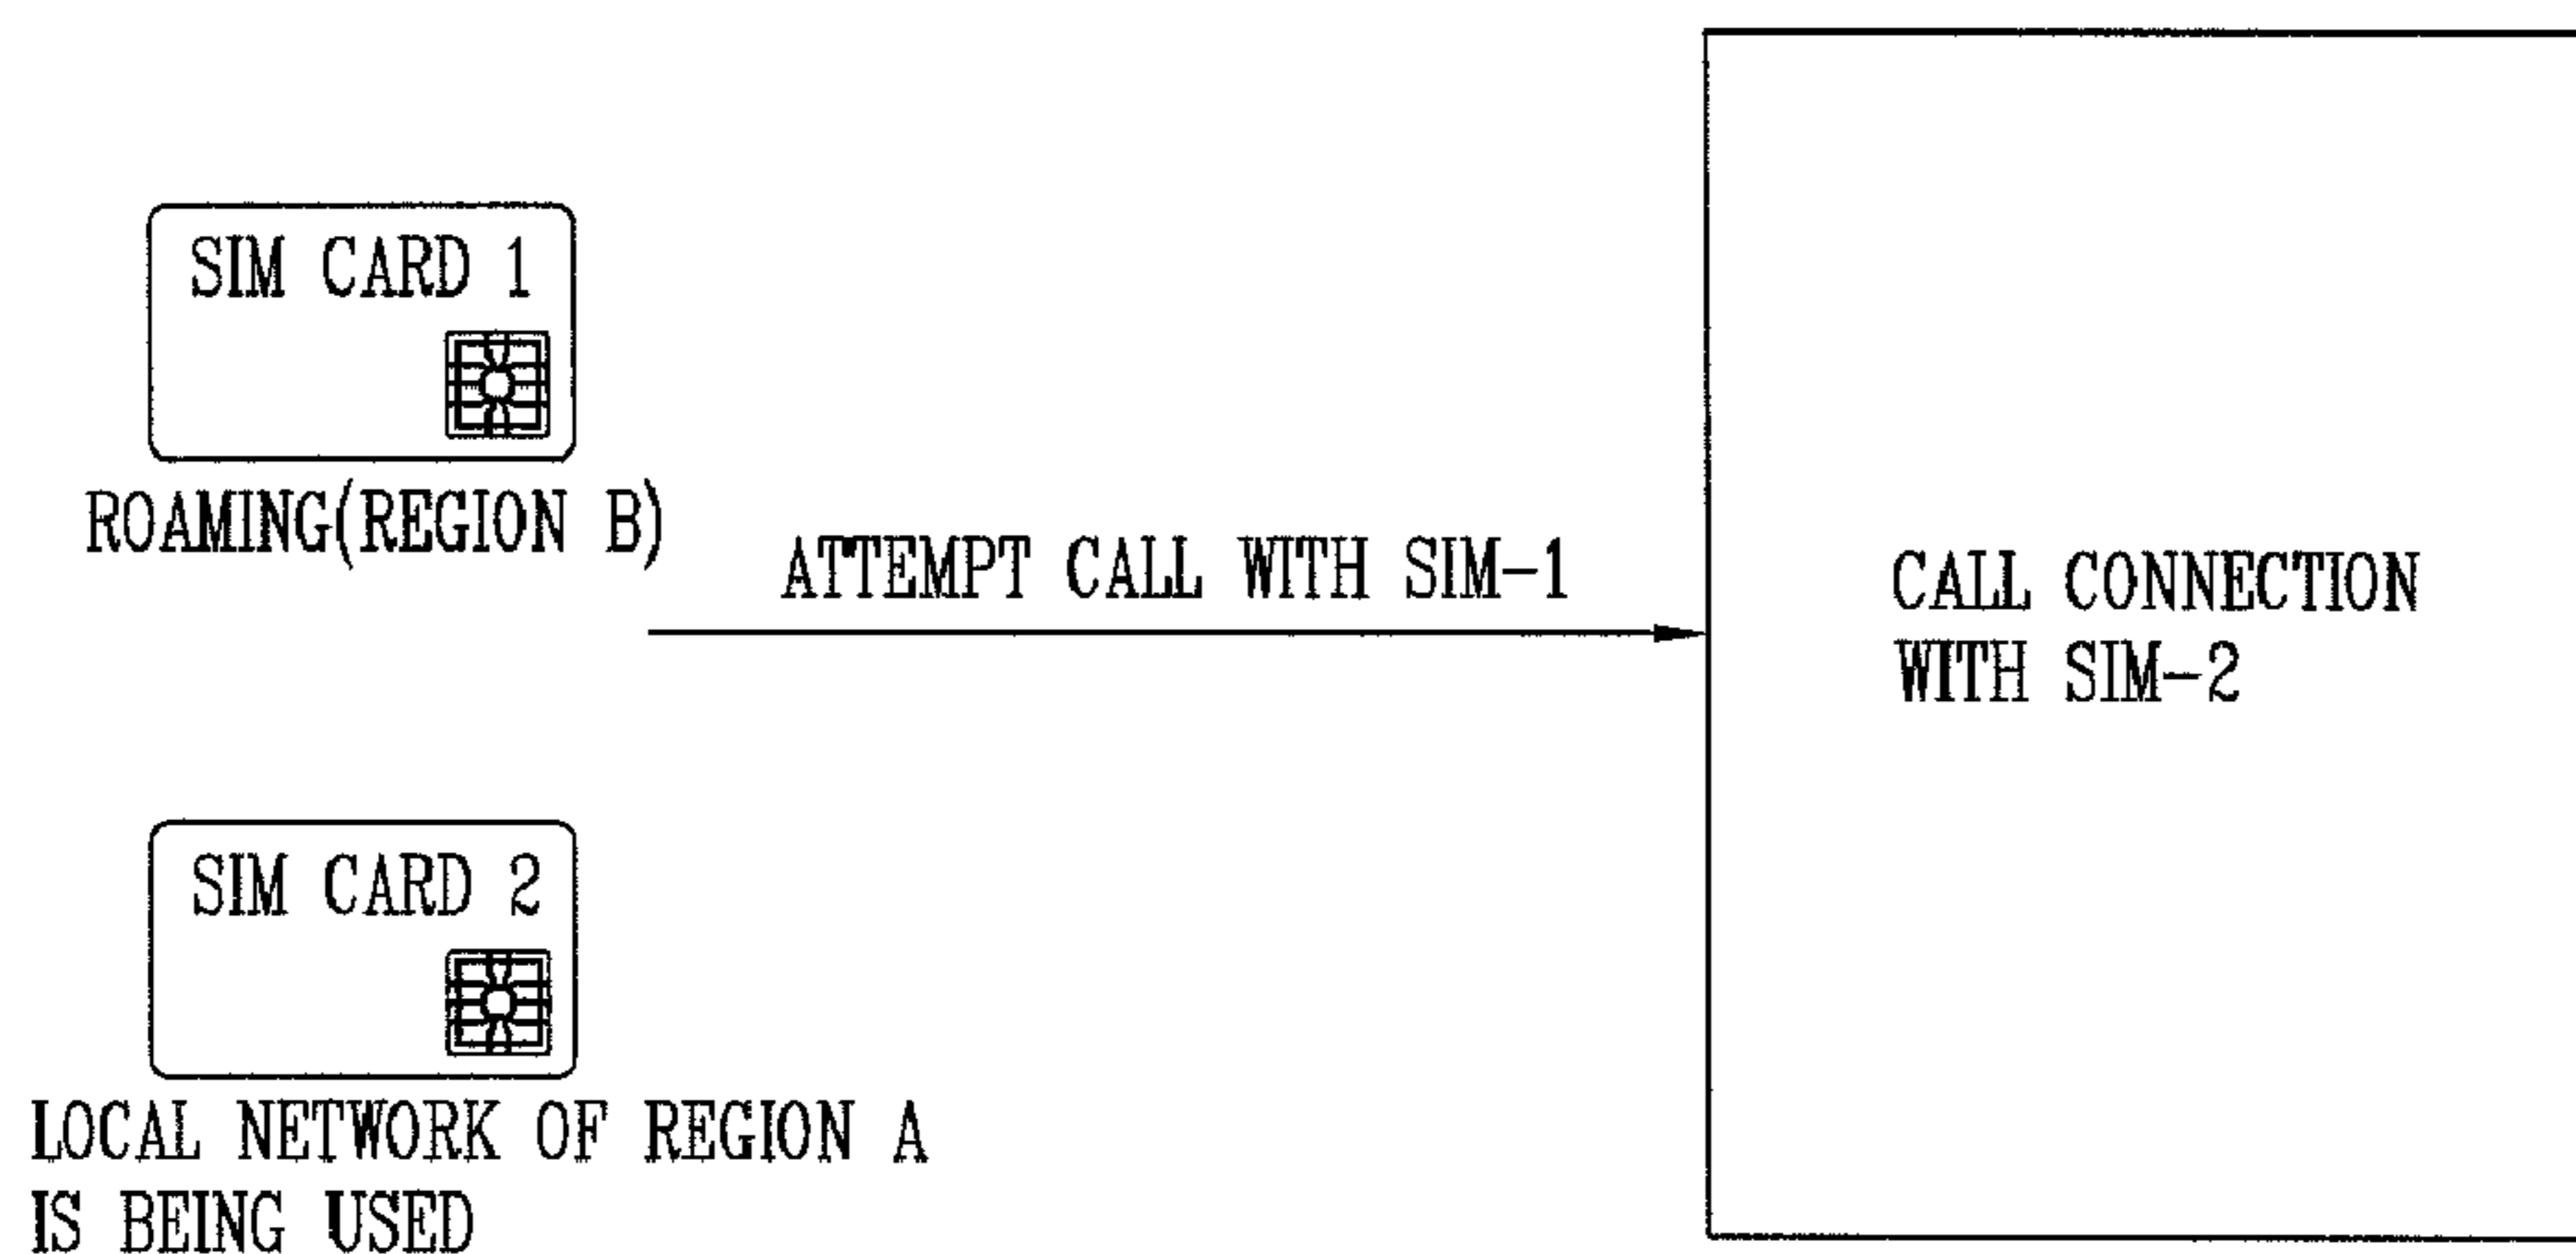 SIM CARD 1
ROAMING(REGION B)
ATTEMPT CALL WITH SIM-1
CALL CONNECTION
WITH SIM-2
SIM CARD 2
LOCAL NETWORK OF REGION A
IS BEING USED